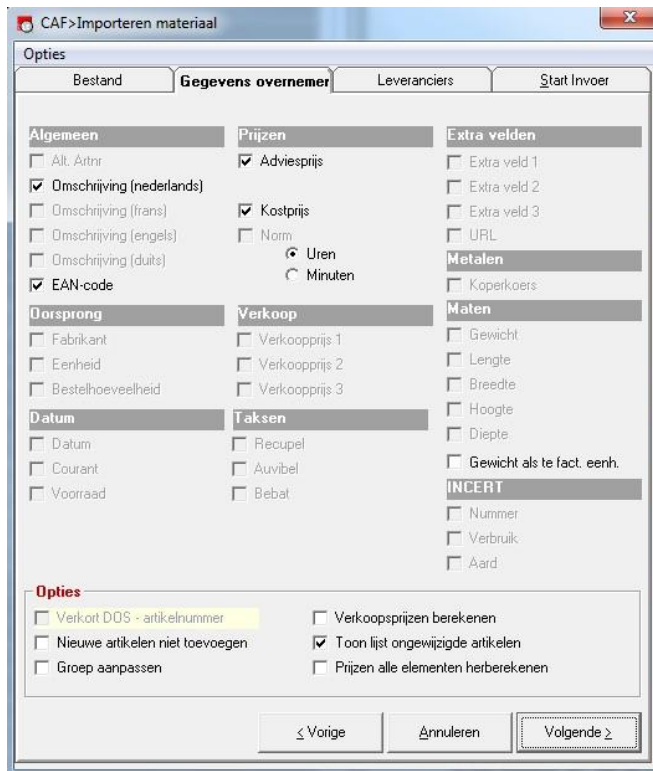 CAF>Importeren materiaal
Opties
Bestand
Gegevens overnemer
Leveranciers
Start Invoer
Algemeen
Alt. Artnr
Omschrijving (nederlands)
Omschrijving (frans)
Omschrijving (engels)
Omschrijving (duits)
EAN-code
Oorsprong
Fabrikant
Eenheid
Bestelhoeveelheid
Datum
Datum
Courant
Voorraad
Prijzen
Adviesprijs
Kostprijs
Norm
Uren
Minuten
Verkoop
Verkoopprijs 1
Verkoopprijs 2
Verkoopprijs 3
Taksen
Recupel
Auvibel
Bebat
Extra velden
Extra veld 1
Extra veld 2
Extra veld 3
URL
Metalen
Koperkoers
Maten
Gewicht
Lengte
Breedte
Hoogte
Diepte
Gewicht als te fact. eenh.
INCERT
Nummer
Verbruik
Aard
Opties
Verkort DOS - artikelnummer
Nieuwe artikelen niet toevoegen
Groep aanpassen
Verkoopsprijzen berekenen
Toon lijst ongewijzigde artikelen
Prijzen alle elementen herberekenen
< Vorige
Annuleren
Volgende >